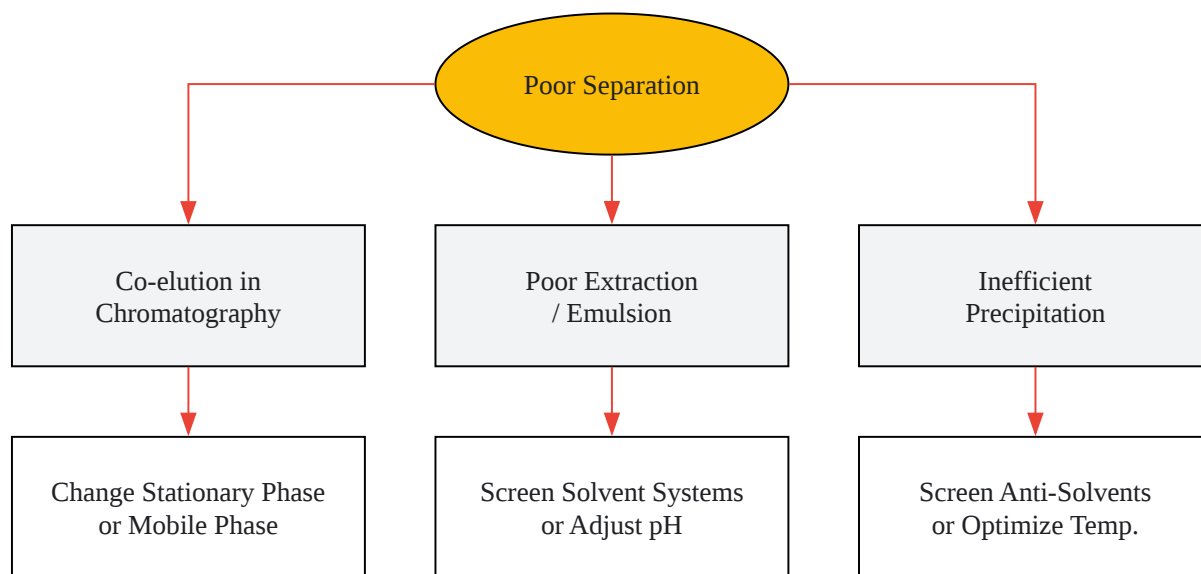 Poor Separation
Co-elution in
Chromatography
Poor Extraction
/ Emulsion
Inefficient
Precipitation
Change Stationary Phase
or Mobile Phase
Screen Solvent Systems
or Adjust pH
Screen Anti-Solvents
or Optimize Temp.